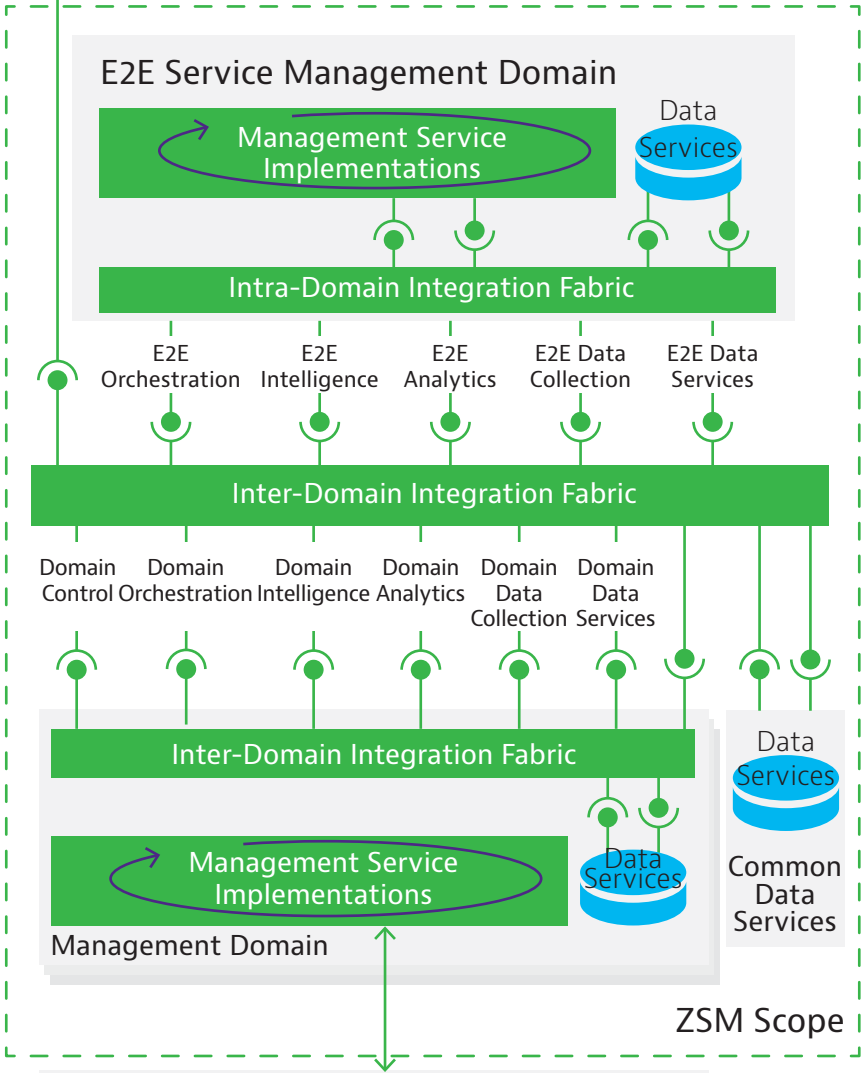 E2E Service Management Domain
Management Service
Implementations
Data
Services
Intra-Domain Integration Fabric
E2E
Orchestration
E2E
Intelligence
E2E
Analytics
E2E Data
Collection
E2E Data
Services
Inter-Domain Integration Fabric
Domain
Control
Domain
Orchestration
Domain
Intelligence
Domain
Analytics
Domain
Data
Collection
Domain
Data
Services
Inter-Domain Integration Fabric
Management Service
Implementations
Data
Services
Management Domain
Data
Services
Common
Data
Services
ZSM Scope